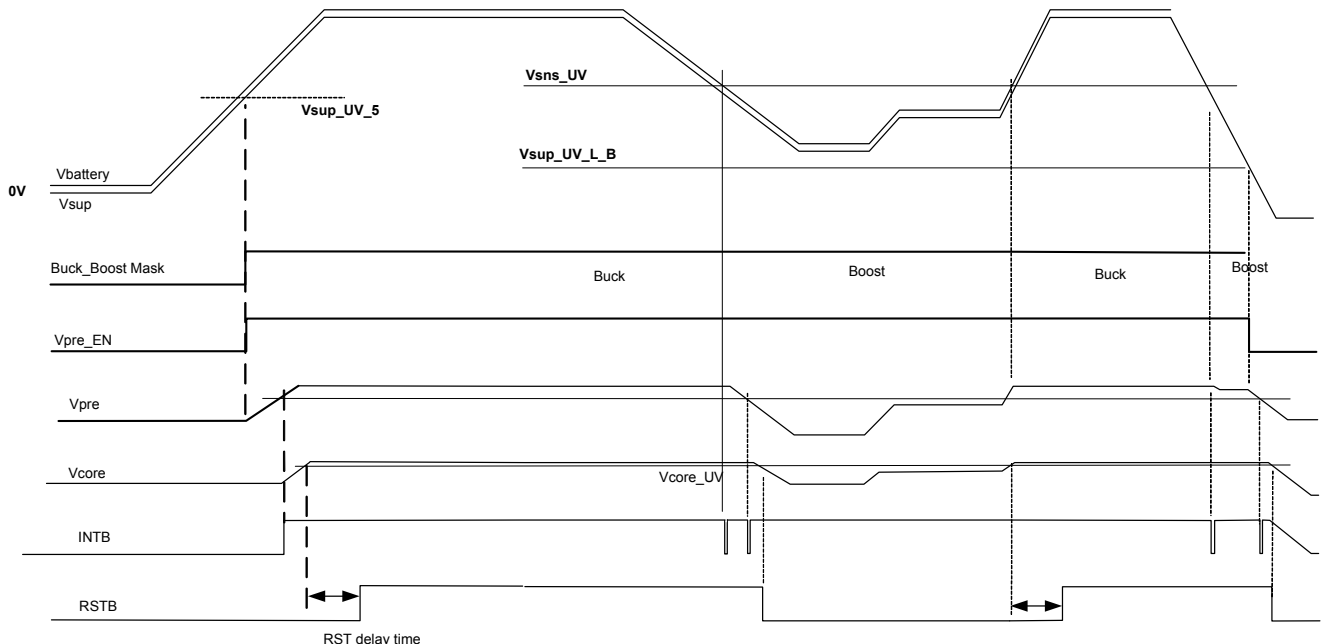 Vsns_UV
Vsup_UV_5
Vsup_UV_L_B
Vbattery
0V
Vsup
Buck_Boost Mask
Buck
Boost
Buck
Boost
Vpre_EN
Vpre
Vcore
Vcore_UV
INTB
RSTB
RST delay time